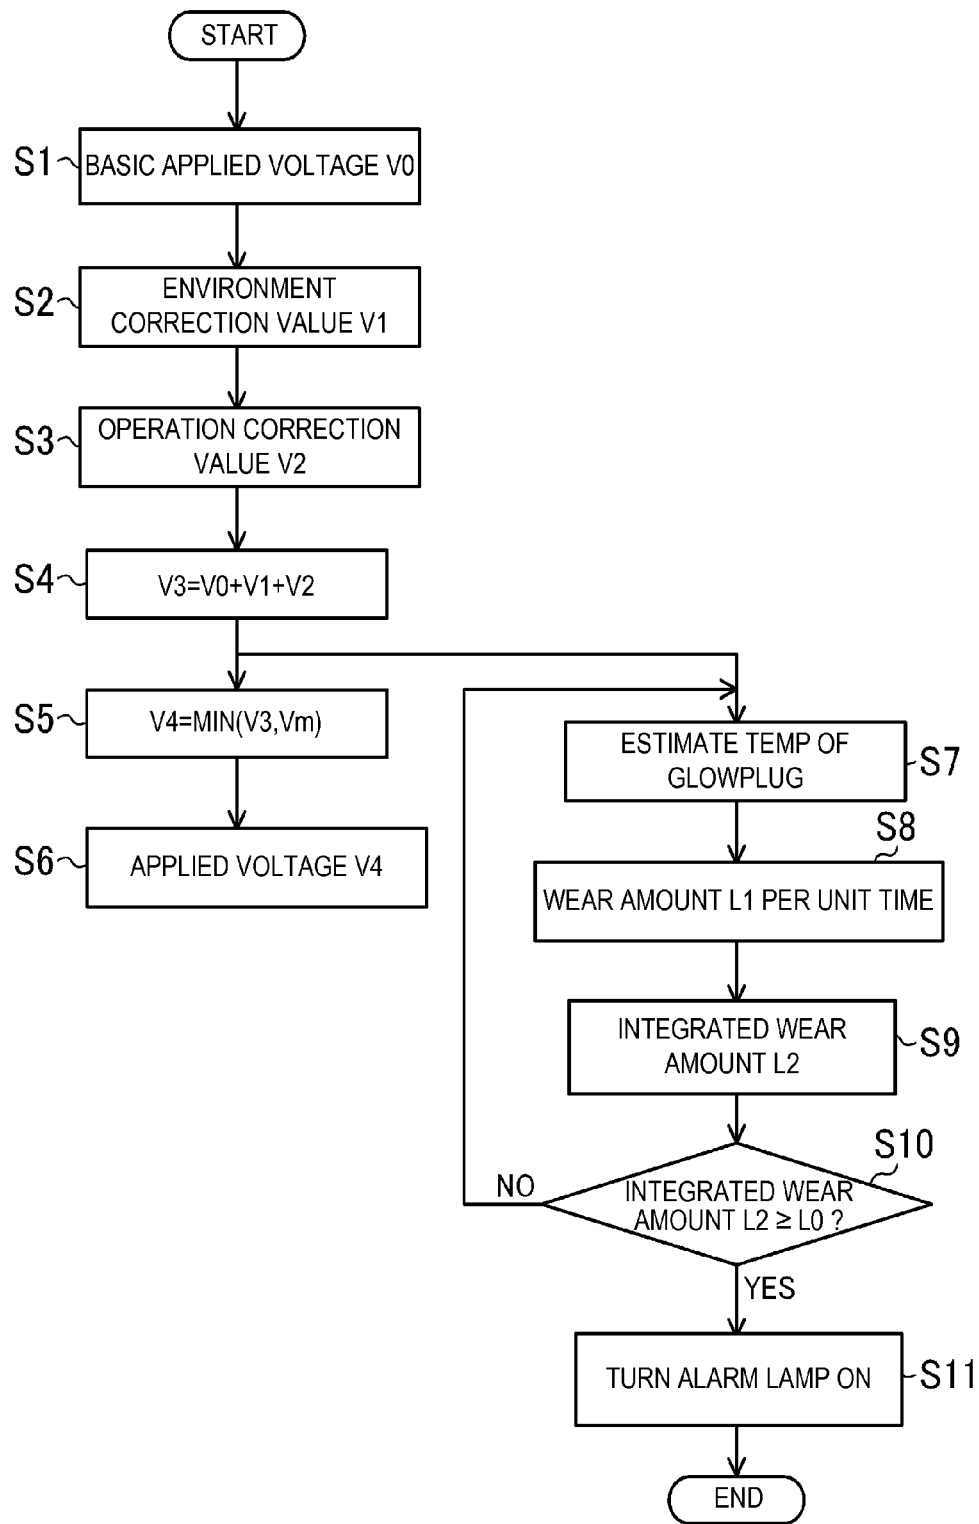 START
S1
BASIC APPLIED VOLTAGE V0
S2
ENVIRONMENT
CORRECTION VALUE V1
S3
OPERATION CORRECTION
VALUE V2
S4
V3=V0+V1+V2
S5
V4=MIN(V3,Vm)
S6
APPLIED VOLTAGE V4
ESTIMATE TEMP OF
GLOWPLUG
S7
S8
WEAR AMOUNT L1 PER UNIT TIME
INTEGRATED WEAR
AMOUNT L2
S9
S10
NO
INTEGRATED WEAR
AMOUNT L2 ≥ L0 ?
YES
TURN ALARM LAMP ON
S11
END